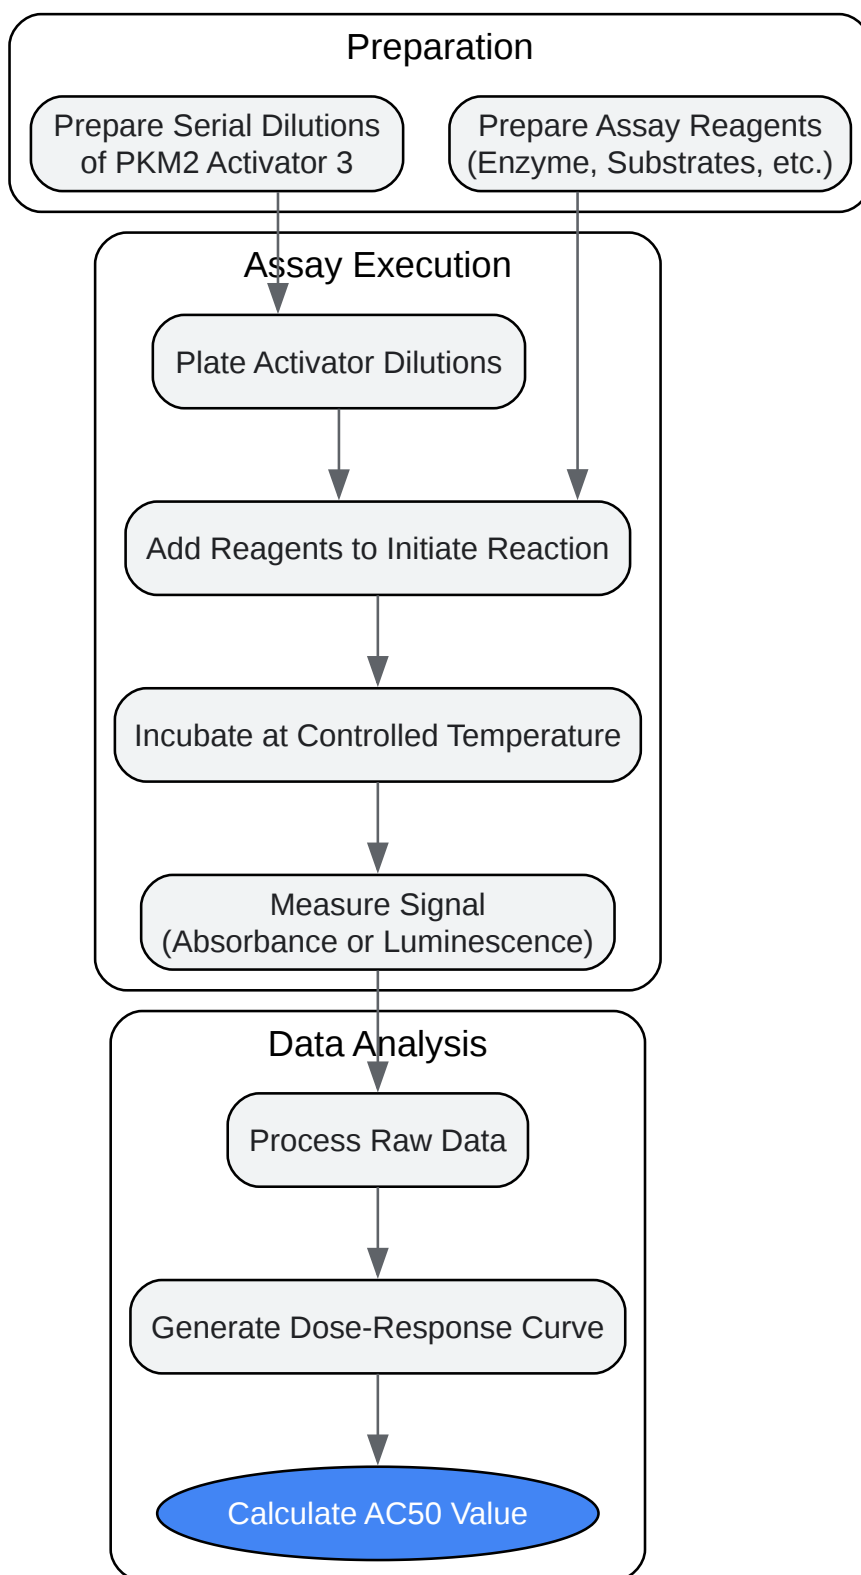 Preparation
Prepare Serial Dilutions
of PKM2 Activator 3
Prepare Assay Reagents
(Enzyme, Substrates, etc.)
Assay Execution
Plate Activator Dilutions
Add Reagents to Initiate Reaction
Incubate at Controlled Temperature
Measure Signal
(Absorbance or Luminescence)
Data Analysis
Process Raw Data
Generate Dose-Response Curve
Calculate AC50 Value